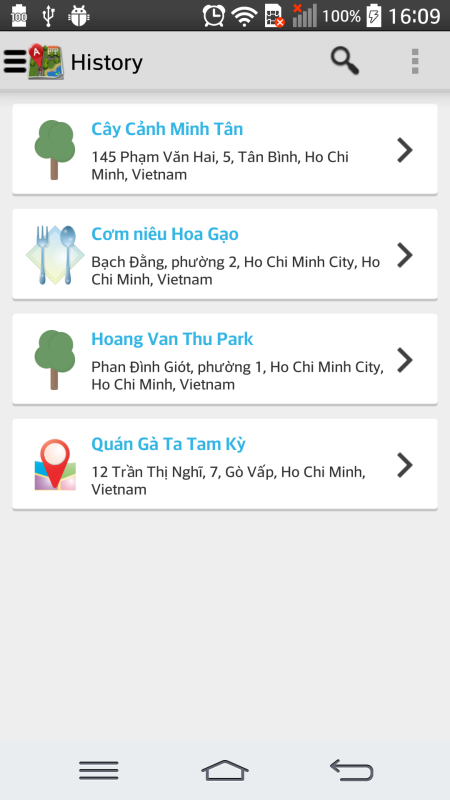 100
100%
16:09
A
History
Cây Cảnh Minh Tân
145 Phạm Văn Hai, 5, Tân Bình, Ho Chi
Minh, Vietnam
Cơm niêu Hoa Gạo
Bạch Đằng, phường 2, Ho Chi Minh City, Ho
Chi Minh, Vietnam
Hoang Van Thu Park
Phan Đình Giót, phường 1, Ho Chi Minh City,
Ho Chi Minh, Vietnam
Quán Gà Ta Tam Kỳ
12 Trần Thị Nghĩ, 7, Gò Vấp, Ho Chi Minh,
Vietnam